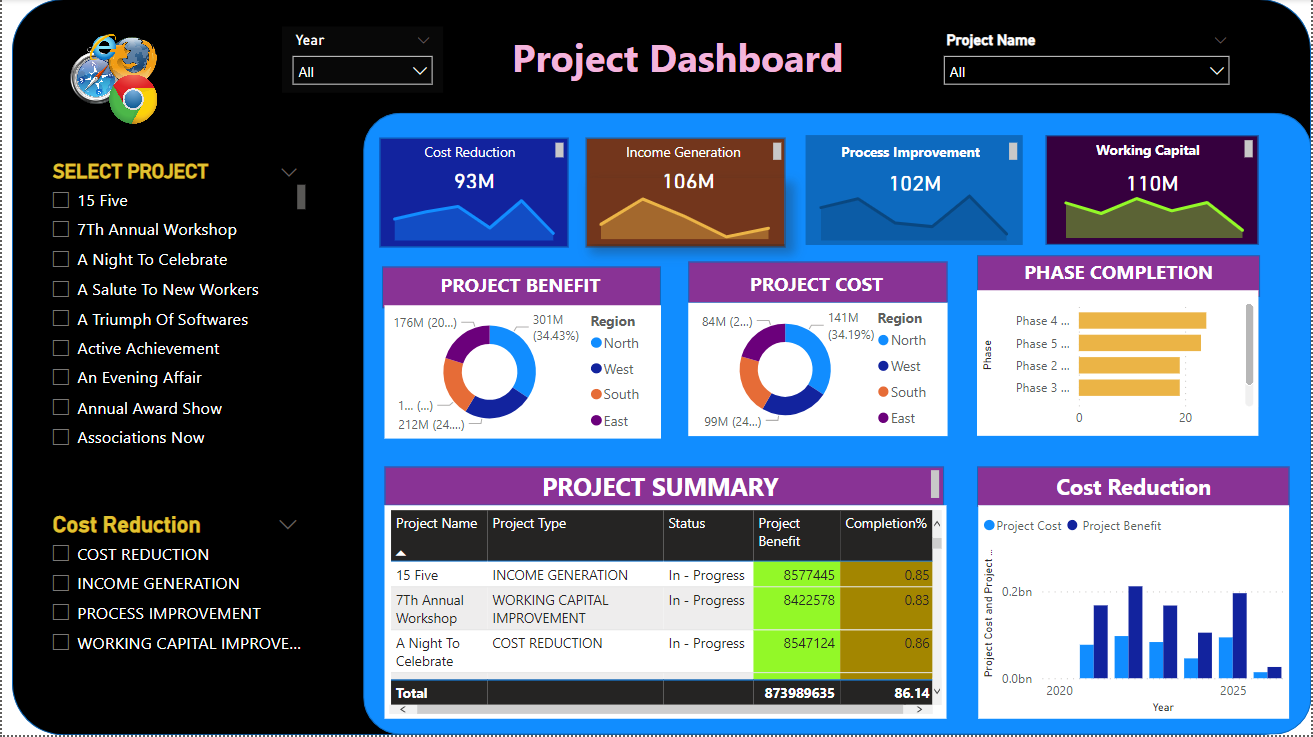 Year
All
Project Dashboard
Project Name
All
SELECT PROJECT
15 Five
7Th Annual Workshop
A Night To Celebrate
A Salute To New Workers
A Triumph Of Softwares
Active Achievement
An Evening Affair
Annual Award Show
Associations Now
Cost Reduction
COST REDUCTION
INCOME GENERATION
PROCESS IMPROVEMENT
WORKING CAPITAL IMPROVE...
Cost Reduction
93M
Income Generation
106M
Process Improvement
102M
Working Capital
110M
PROJECT BENEFIT
176M (20...)
301M
(34.43%)
1... (...)
212M (24....)
Region
North
West
South
East
PROJECT COST
84M (2...)
141M
(34.19%)
99M (24...)
Region
North
West
South
East
PHASE COMPLETION
Phase
Phase 4 ...
Phase 5 ...
Phase 2 ...
Phase 3 ...
0 20
PROJECT SUMMARY
Project Name Project Type Status Project Benefit Completion%
15 Five INCOME GENERATION In - Progress 8577445 0.85
7Th Annual Workshop WORKING CAPITAL IMPROVEMENT In - Progress 8422578 0.83
A Night To Celebrate COST REDUCTION In - Progress 8547124 0.86
Total 873989635 86.14
Cost Reduction
Project Cost Project Benefit
Project Cost and Project ...
0.2bn
0.0bn
2020 2025
Year